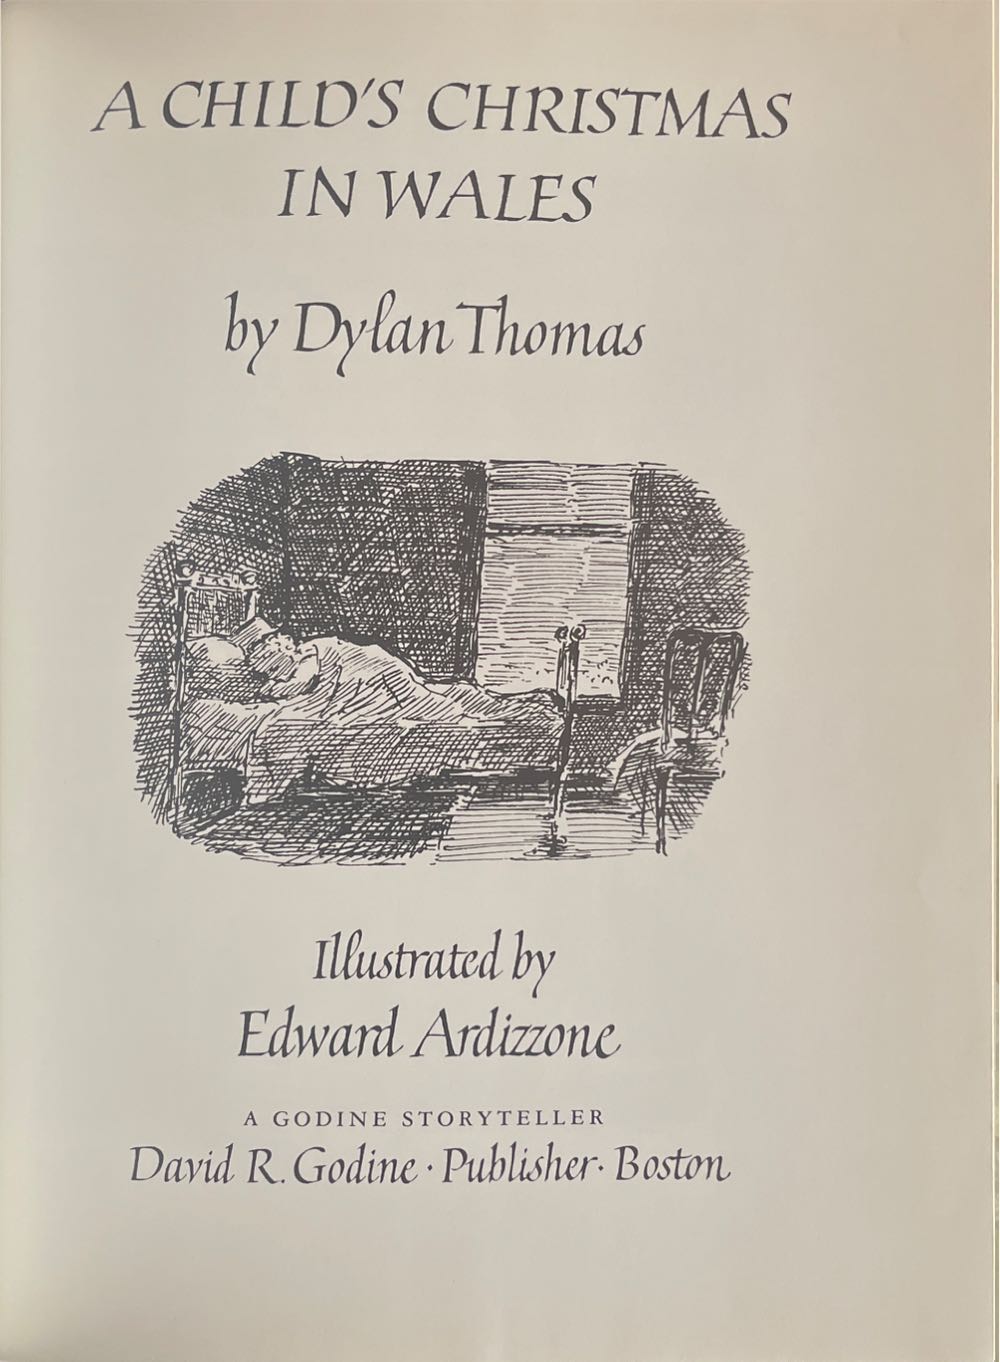 A CHILD'S CHRISTMAS
IN WALES
by Dylan Thomas
Illustrated by
Edward Ardizzone
A GODINE STORYTELLER
David R. Godine · Publisher · Boston